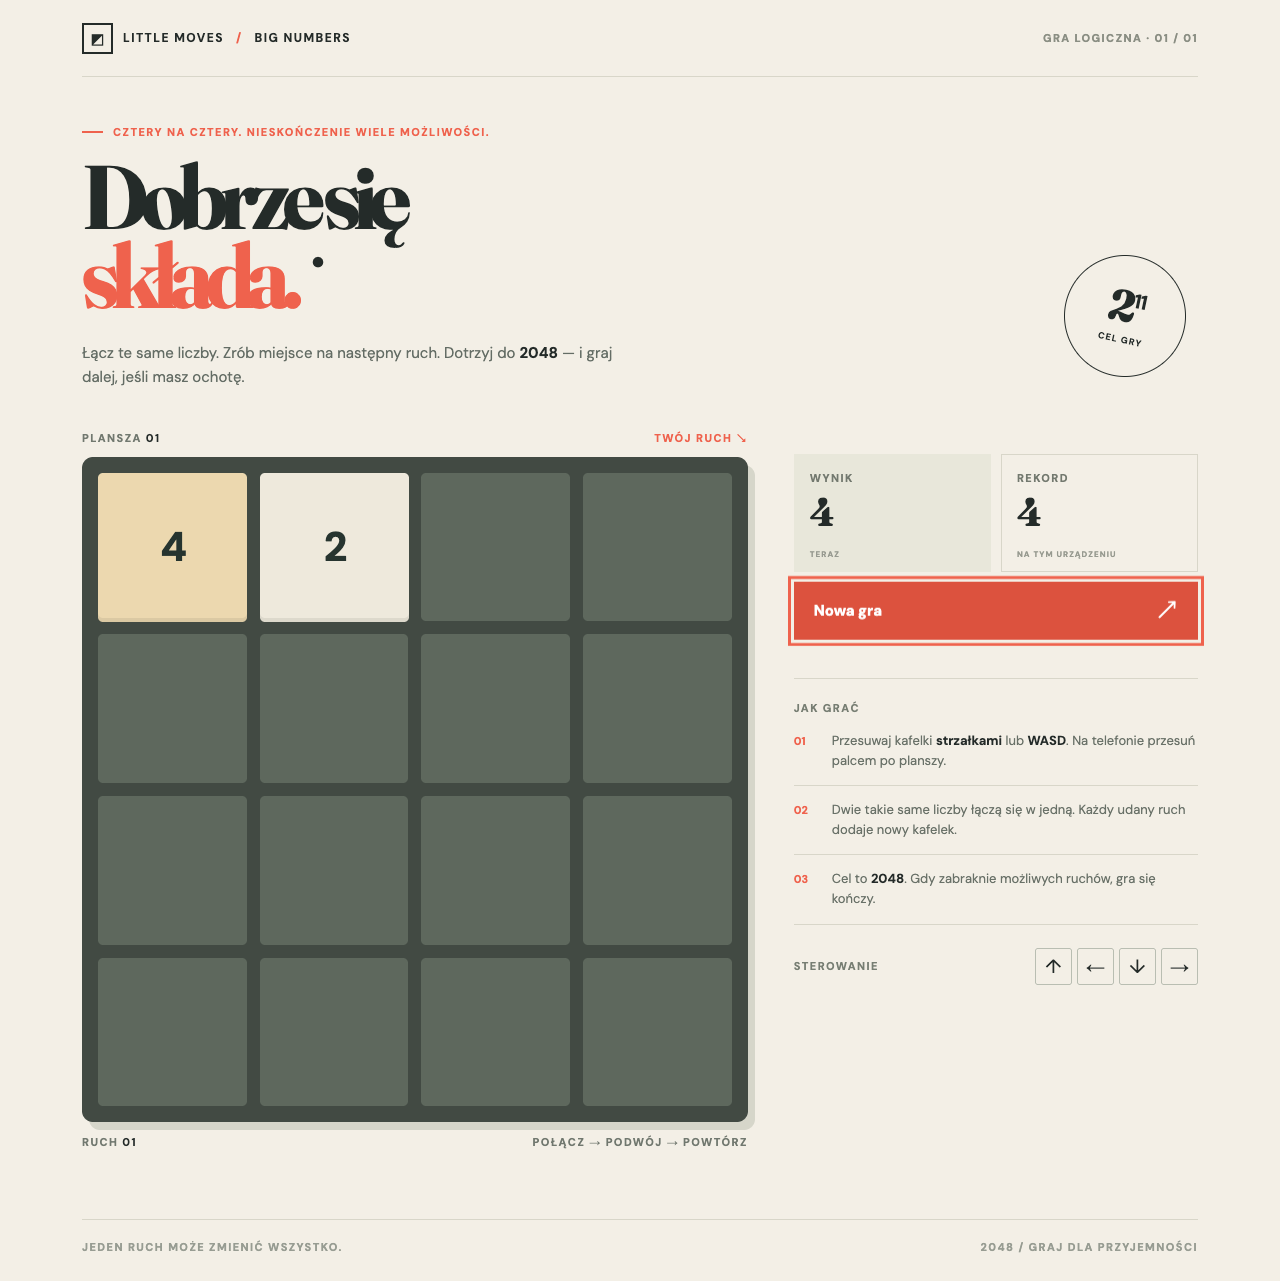 LITTLE MOVES / BIG NUMBERS
GRA LOGICZNA · 01 / 01
CZTERY NA CZTERY. NIESKOŃCZENIE WIELE MOŻLIWOŚCI.
Dobrze się
składa.
Łącz te same liczby. Zrób miejsce na następny ruch. Dotrzyj do 2048 — i graj
dalej, jeśli masz ochotę.
2¹¹
CEL GRY
PLANSZA 01
TWÓJ RUCH ↘
4 2
WYNIK
4
TERAZ
REKORD
4
NA TYM URZĄDZENIU
Nowa gra ↗
JAK GRAĆ
01 Przesuwaj kafelki strzałkami lub WASD. Na telefonie przesuń
palcem po planszy.
02 Dwie takie same liczby łączą się w jedną. Każdy udany ruch
dodaje nowy kafelek.
03 Cel to 2048. Gdy zabraknie możliwych ruchów, gra się
kończy.
STEROWANIE ↑ ← ↓ →
RUCH 01
POŁĄCZ → PODWÓJ → POWTÓRZ
JEDEN RUCH MOŻE ZMIENIĆ WSZYSTKO.
2048 / GRAJ DLA PRZYJEMNOŚCI